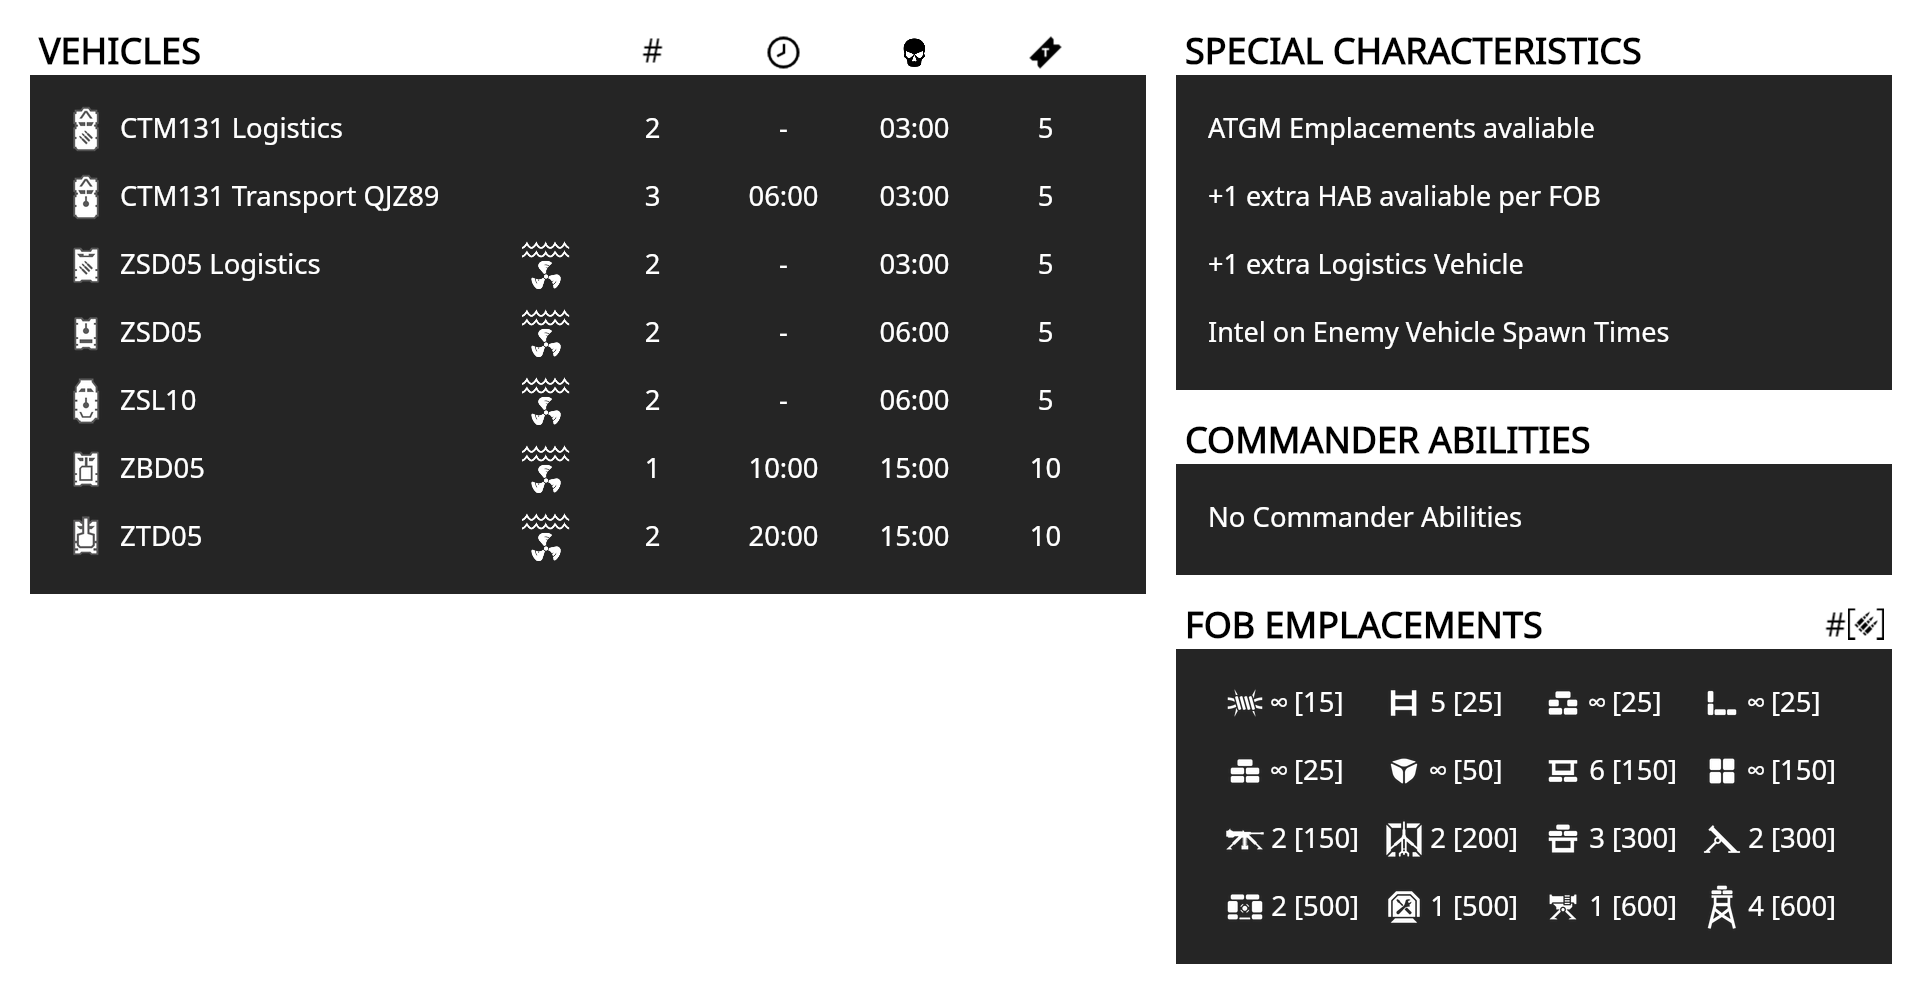 VEHICLES #
CTM131 Logistics 2 - 03:00 5
CTM131 Transport QJZ89 3 06:00 03:00 5
ZSD05 Logistics 2 - 03:00 5
ZSD05 2 - 06:00 5
ZSL10 2 - 06:00 5
ZBD05 1 10:00 15:00 10
ZTD05 2 20:00 15:00 10
SPECIAL CHARACTERISTICS
ATGM Emplacements avaliable
+1 extra HAB avaliable per FOB
+1 extra Logistics Vehicle
Intel on Enemy Vehicle Spawn Times
COMMANDER ABILITIES
No Commander Abilities
FOB EMPLACEMENTS #[]
∞ [15] 5 [25] ∞ [25] ∞ [25]
∞ [25] ∞ [50] 6 [150] ∞ [150]
2 [150] 2 [200] 3 [300] 2 [300]
2 [500] 1 [500] 1 [600] 4 [600]